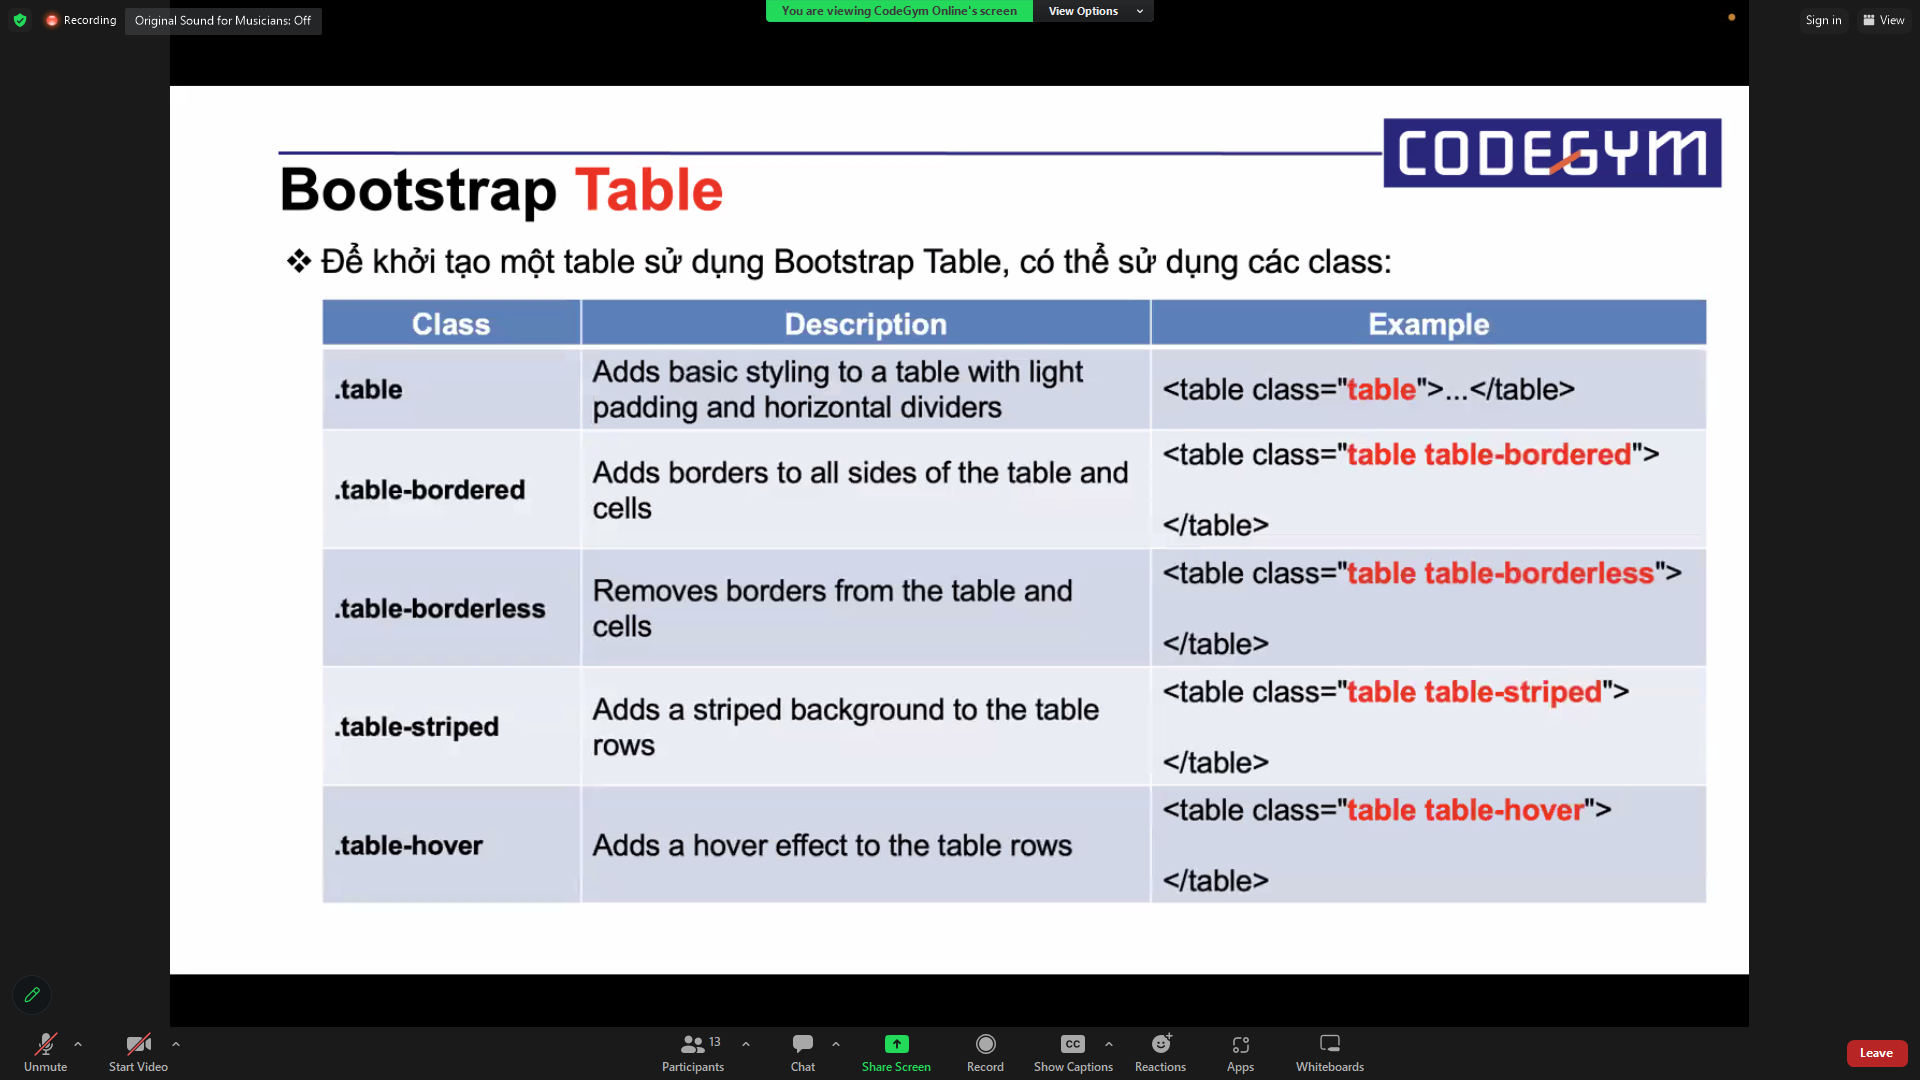 Recording
Original Sound for Musicians: Off
You are viewing CodeGym Online's screen
View Options
Sign in
View
CODEGYM
Bootstrap Table
❖ Để khởi tạo một table sử dụng Bootstrap Table, có thể sử dụng các class:
Class
Description
Example
.table
Adds basic styling to a table with light
padding and horizontal dividers
<table class="table">...</table>
.table-bordered
Adds borders to all sides of the table and
cells
<table class="table table-bordered">
</table>
.table-borderless
Removes borders from the table and
cells
<table class="table table-borderless">
</table>
.table-striped
Adds a striped background to the table
rows
<table class="table table-striped">
</table>
.table-hover
Adds a hover effect to the table rows
<table class="table table-hover">
</table>
Unmute
Start Video
13
Participants
Chat
Share Screen
Record
CC
Show Captions
Reactions
Apps
Whiteboards
Leave